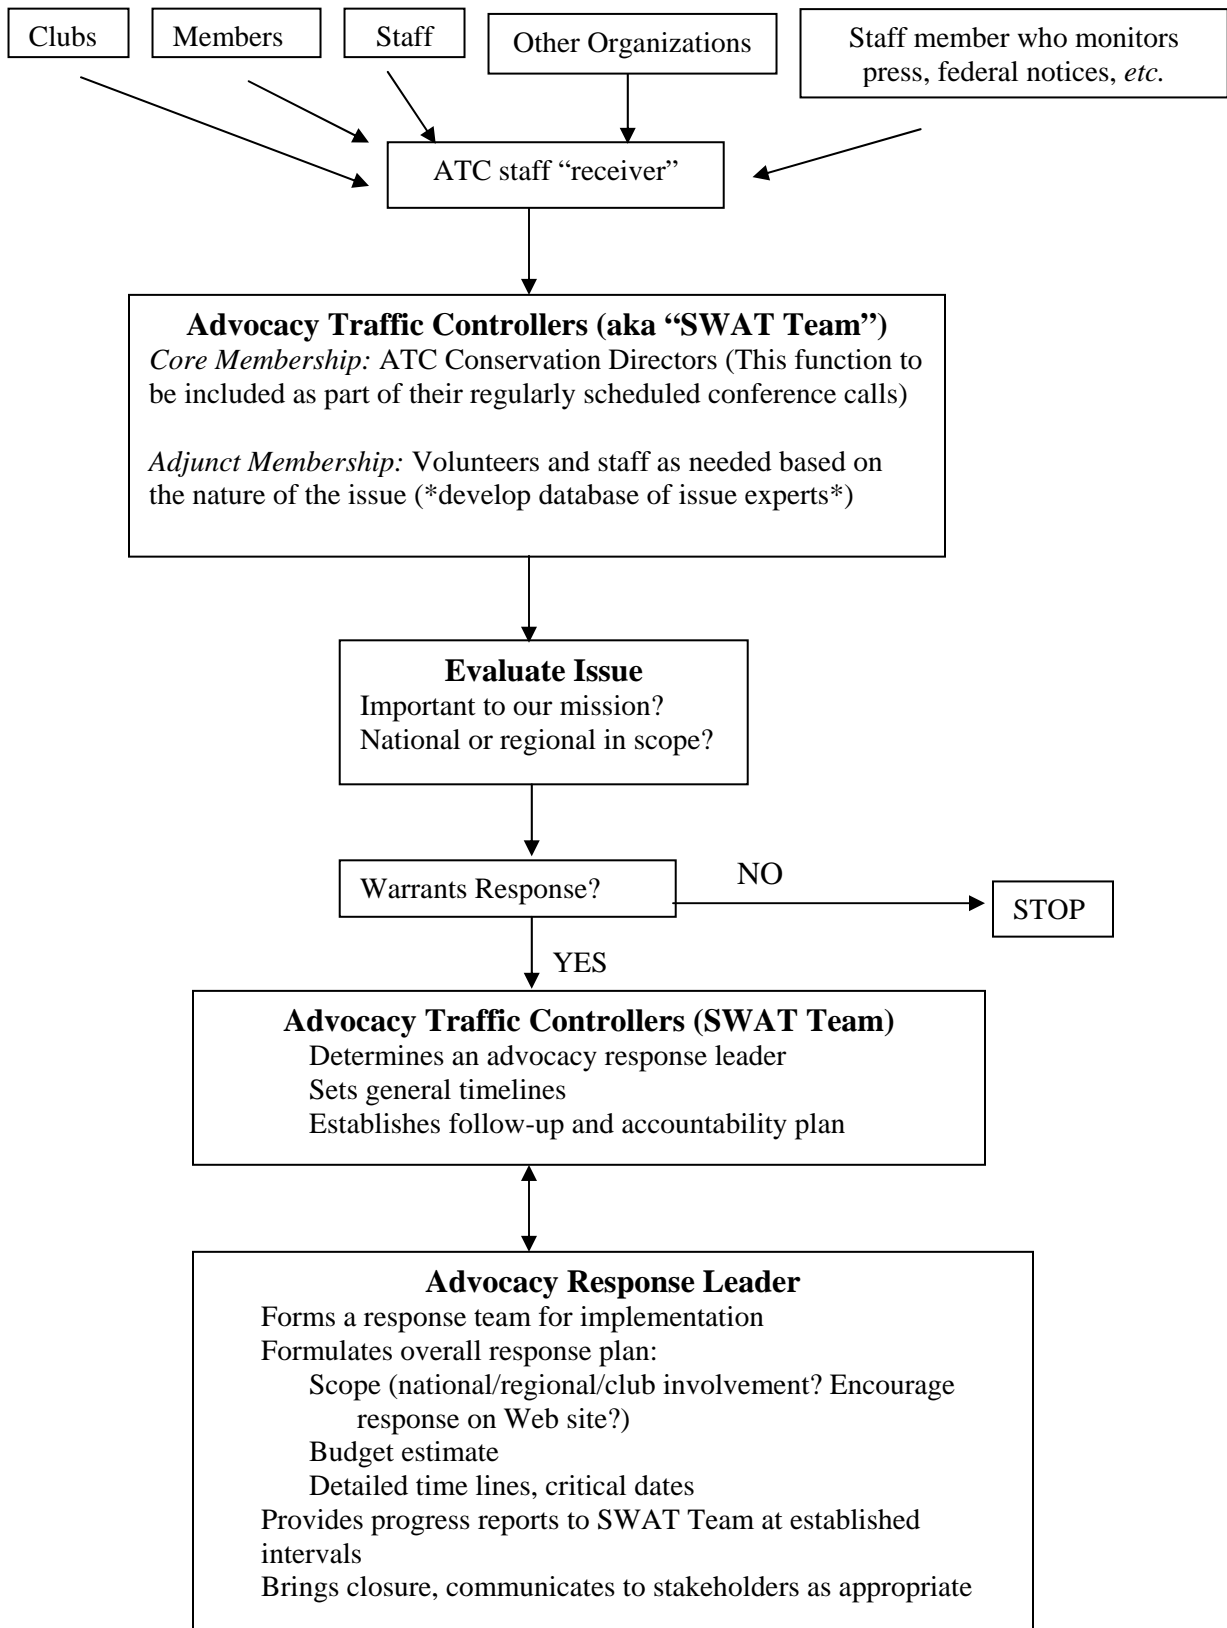 Clubs
Members
Staff
Other Organizations
Staff member who monitors
press, federal notices, etc.
ATC staff “receiver”
Advocacy Traffic Controllers (aka “SWAT Team”)
Core Membership: ATC Conservation Directors (This function to
be included as part of their regularly scheduled conference calls)
Adjunct Membership: Volunteers and staff as needed based on
the nature of the issue (*develop database of issue experts*)
Evaluate Issue
Important to our mission?
National or regional in scope?
Warrants Response?
NO
STOP
YES
Advocacy Traffic Controllers (SWAT Team)
Determines an advocacy response leader
Sets general timelines
Establishes follow-up and accountability plan
Advocacy Response Leader
Forms a response team for implementation
Formulates overall response plan:
Scope (national/regional/club involvement? Encourage
response on Web site?)
Budget estimate
Detailed time lines, critical dates
Provides progress reports to SWAT Team at established
intervals
Brings closure, communicates to stakeholders as appropriate